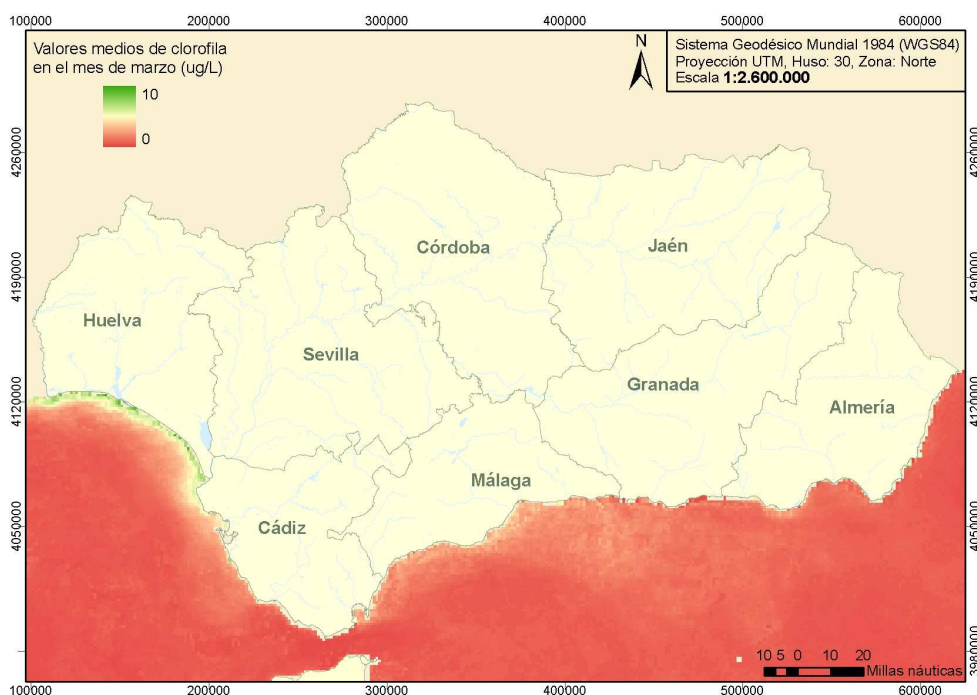 100000 200000 300000 400000 500000 600000
Valores medios de clorofila
en el mes de marzo (ug/L)
10
0
N
Sistema Geodésico Mundial 1984 (WGS84)
Proyección UTM, Huso: 30, Zona: Norte
Escala 1:2.600.000
4260000 4260000
Córdoba
Jaén
4190000 4190000
Huelva
Sevilla
Granada
4120000 4120000
Almería
Málaga
Cádiz
4050000 4050000
3980000
10 5 0 10 20
Millas náuticas
100000 200000 300000 400000 500000 600000